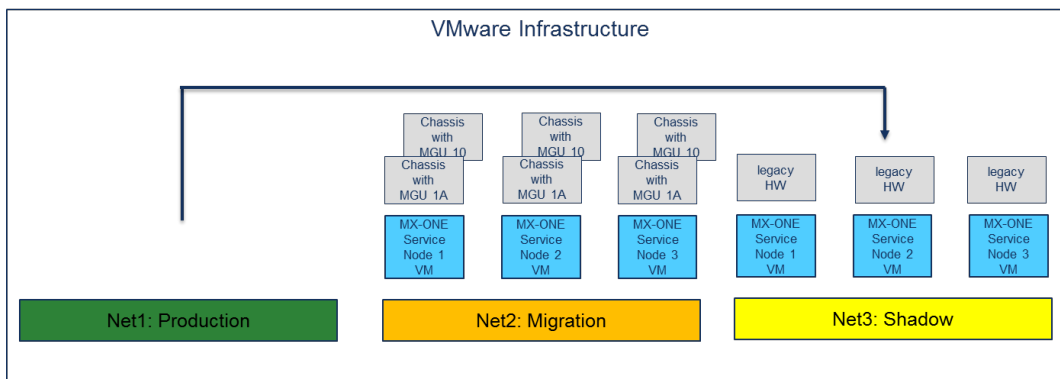 VMware Infrastructure
Chassis
with
MGU 10
Chassis
with
MGU 10
Chassis
with
MGU 10
Chassis
with
MGU 1A
Chassis
with
MGU 1A
Chassis
with
MGU 1A
legacy
HW
legacy
HW
legacy
HW
MX-ONE
Service
Node 1
VM
MX-ONE
Service
Node 2
VM
MX-ONE
Service
Node 3
VM
MX-ONE
Service
Node 1
VM
MX-ONE
Service
Node 2
VM
MX-ONE
Service
Node 3
VM
Net1: Production
Net2: Migration
Net3: Shadow